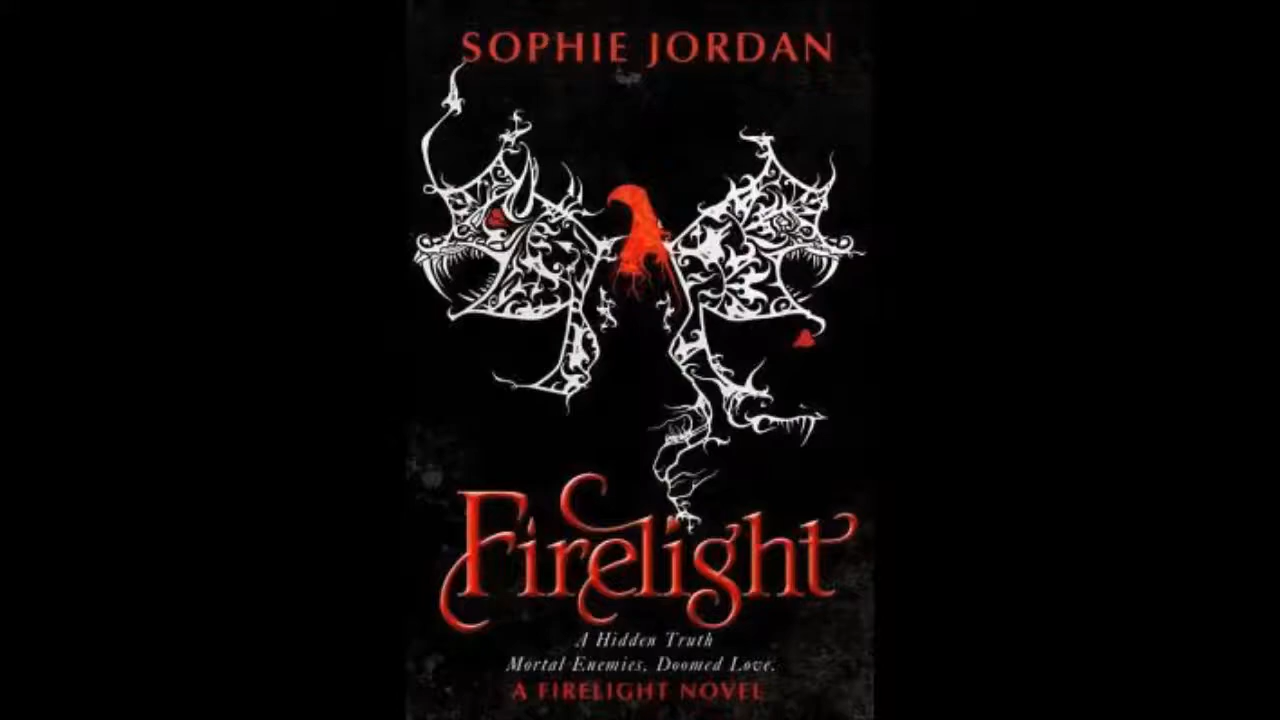 SOPHIE JORDAN
Firelight
A Hidden Truth
Mortal Enemies, Doomed Love.
A FIRELIGHT NOVEL